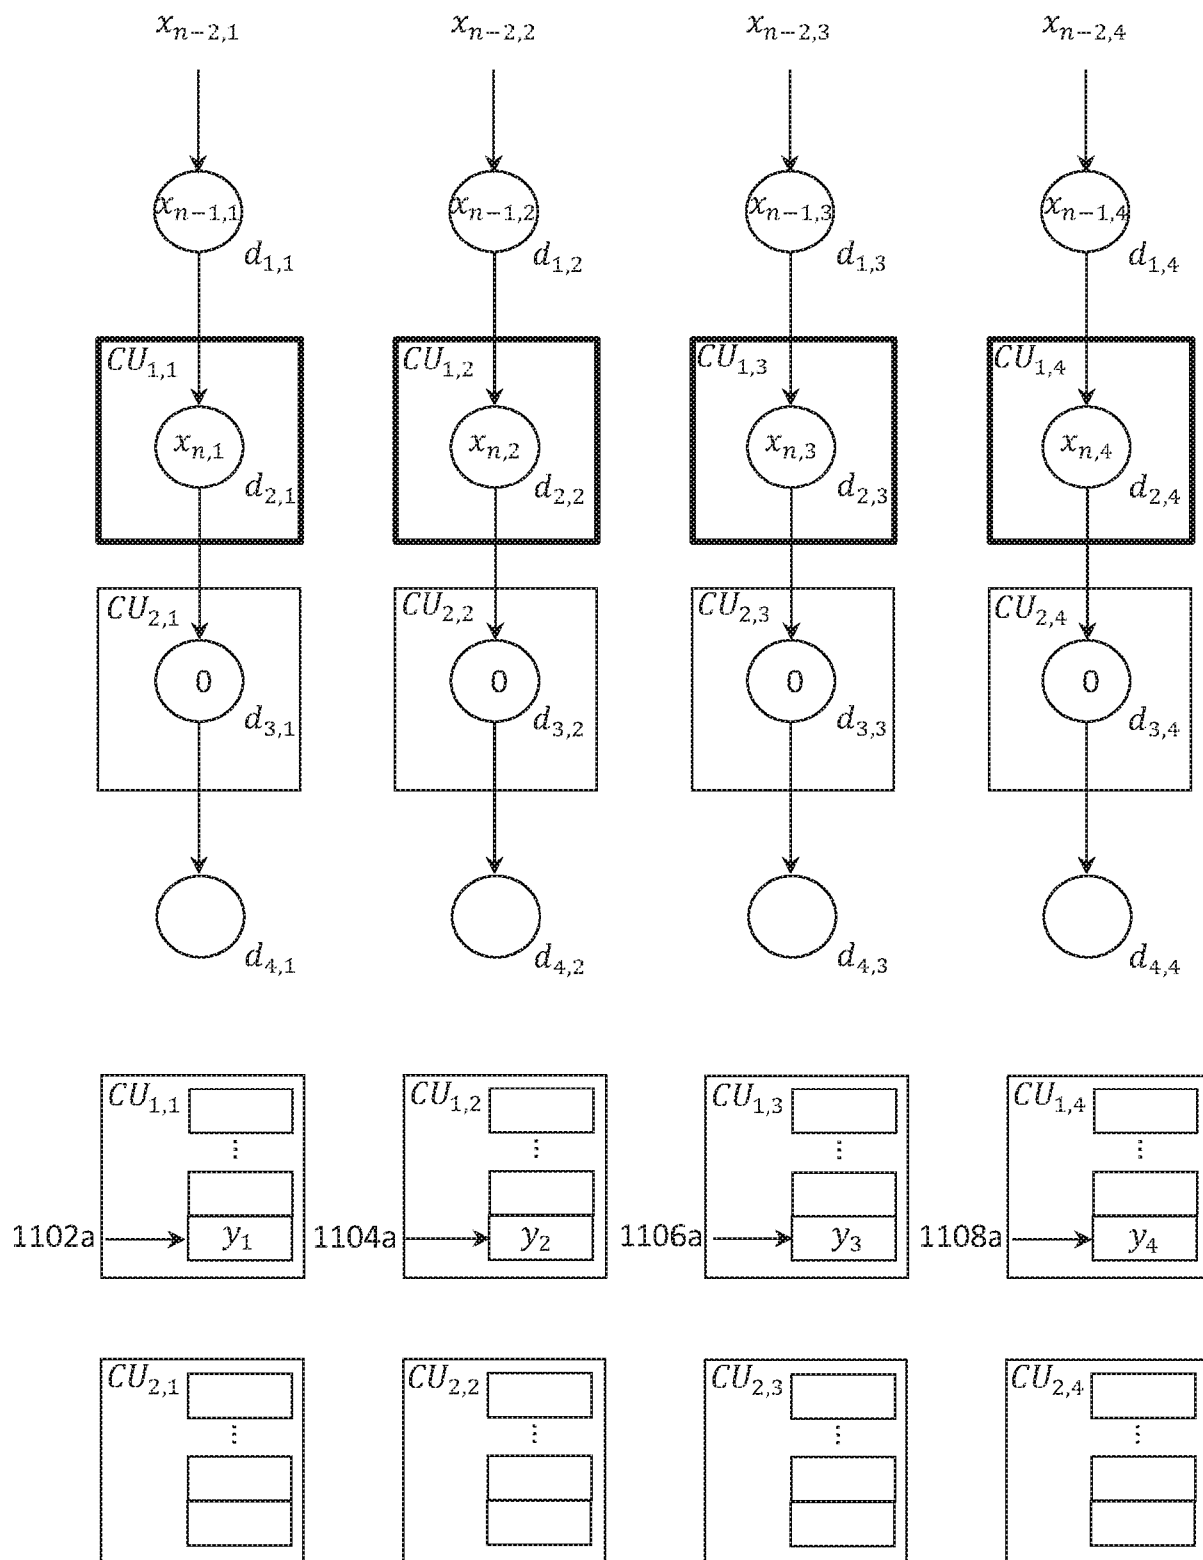 x_{n-2,1} x_{n-2,2} x_{n-2,3} x_{n-2,4}
x_{n-1,1} x_{n-1,2} x_{n-1,3} x_{n-1,4}
d_{1,1} d_{1,2} d_{1,3} d_{1,4}
CU_{1,1} CU_{1,2} CU_{1,3} CU_{1,4}
x_{n,1} x_{n,2} x_{n,3} x_{n,4}
d_{2,1} d_{2,2} d_{2,3} d_{2,4}
CU_{2,1} CU_{2,2} CU_{2,3} CU_{2,4}
0 0 0 0
d_{3,1} d_{3,2} d_{3,3} d_{3,4}
d_{4,1} d_{4,2} d_{4,3} d_{4,4}
CU_{1,1} CU_{1,2} CU_{1,3} CU_{1,4}
⋮ ⋮ ⋮ ⋮
1102a y_1 1104a y_2 1106a y_3 1108a y_4
CU_{2,1} CU_{2,2} CU_{2,3} CU_{2,4}
⋮ ⋮ ⋮ ⋮